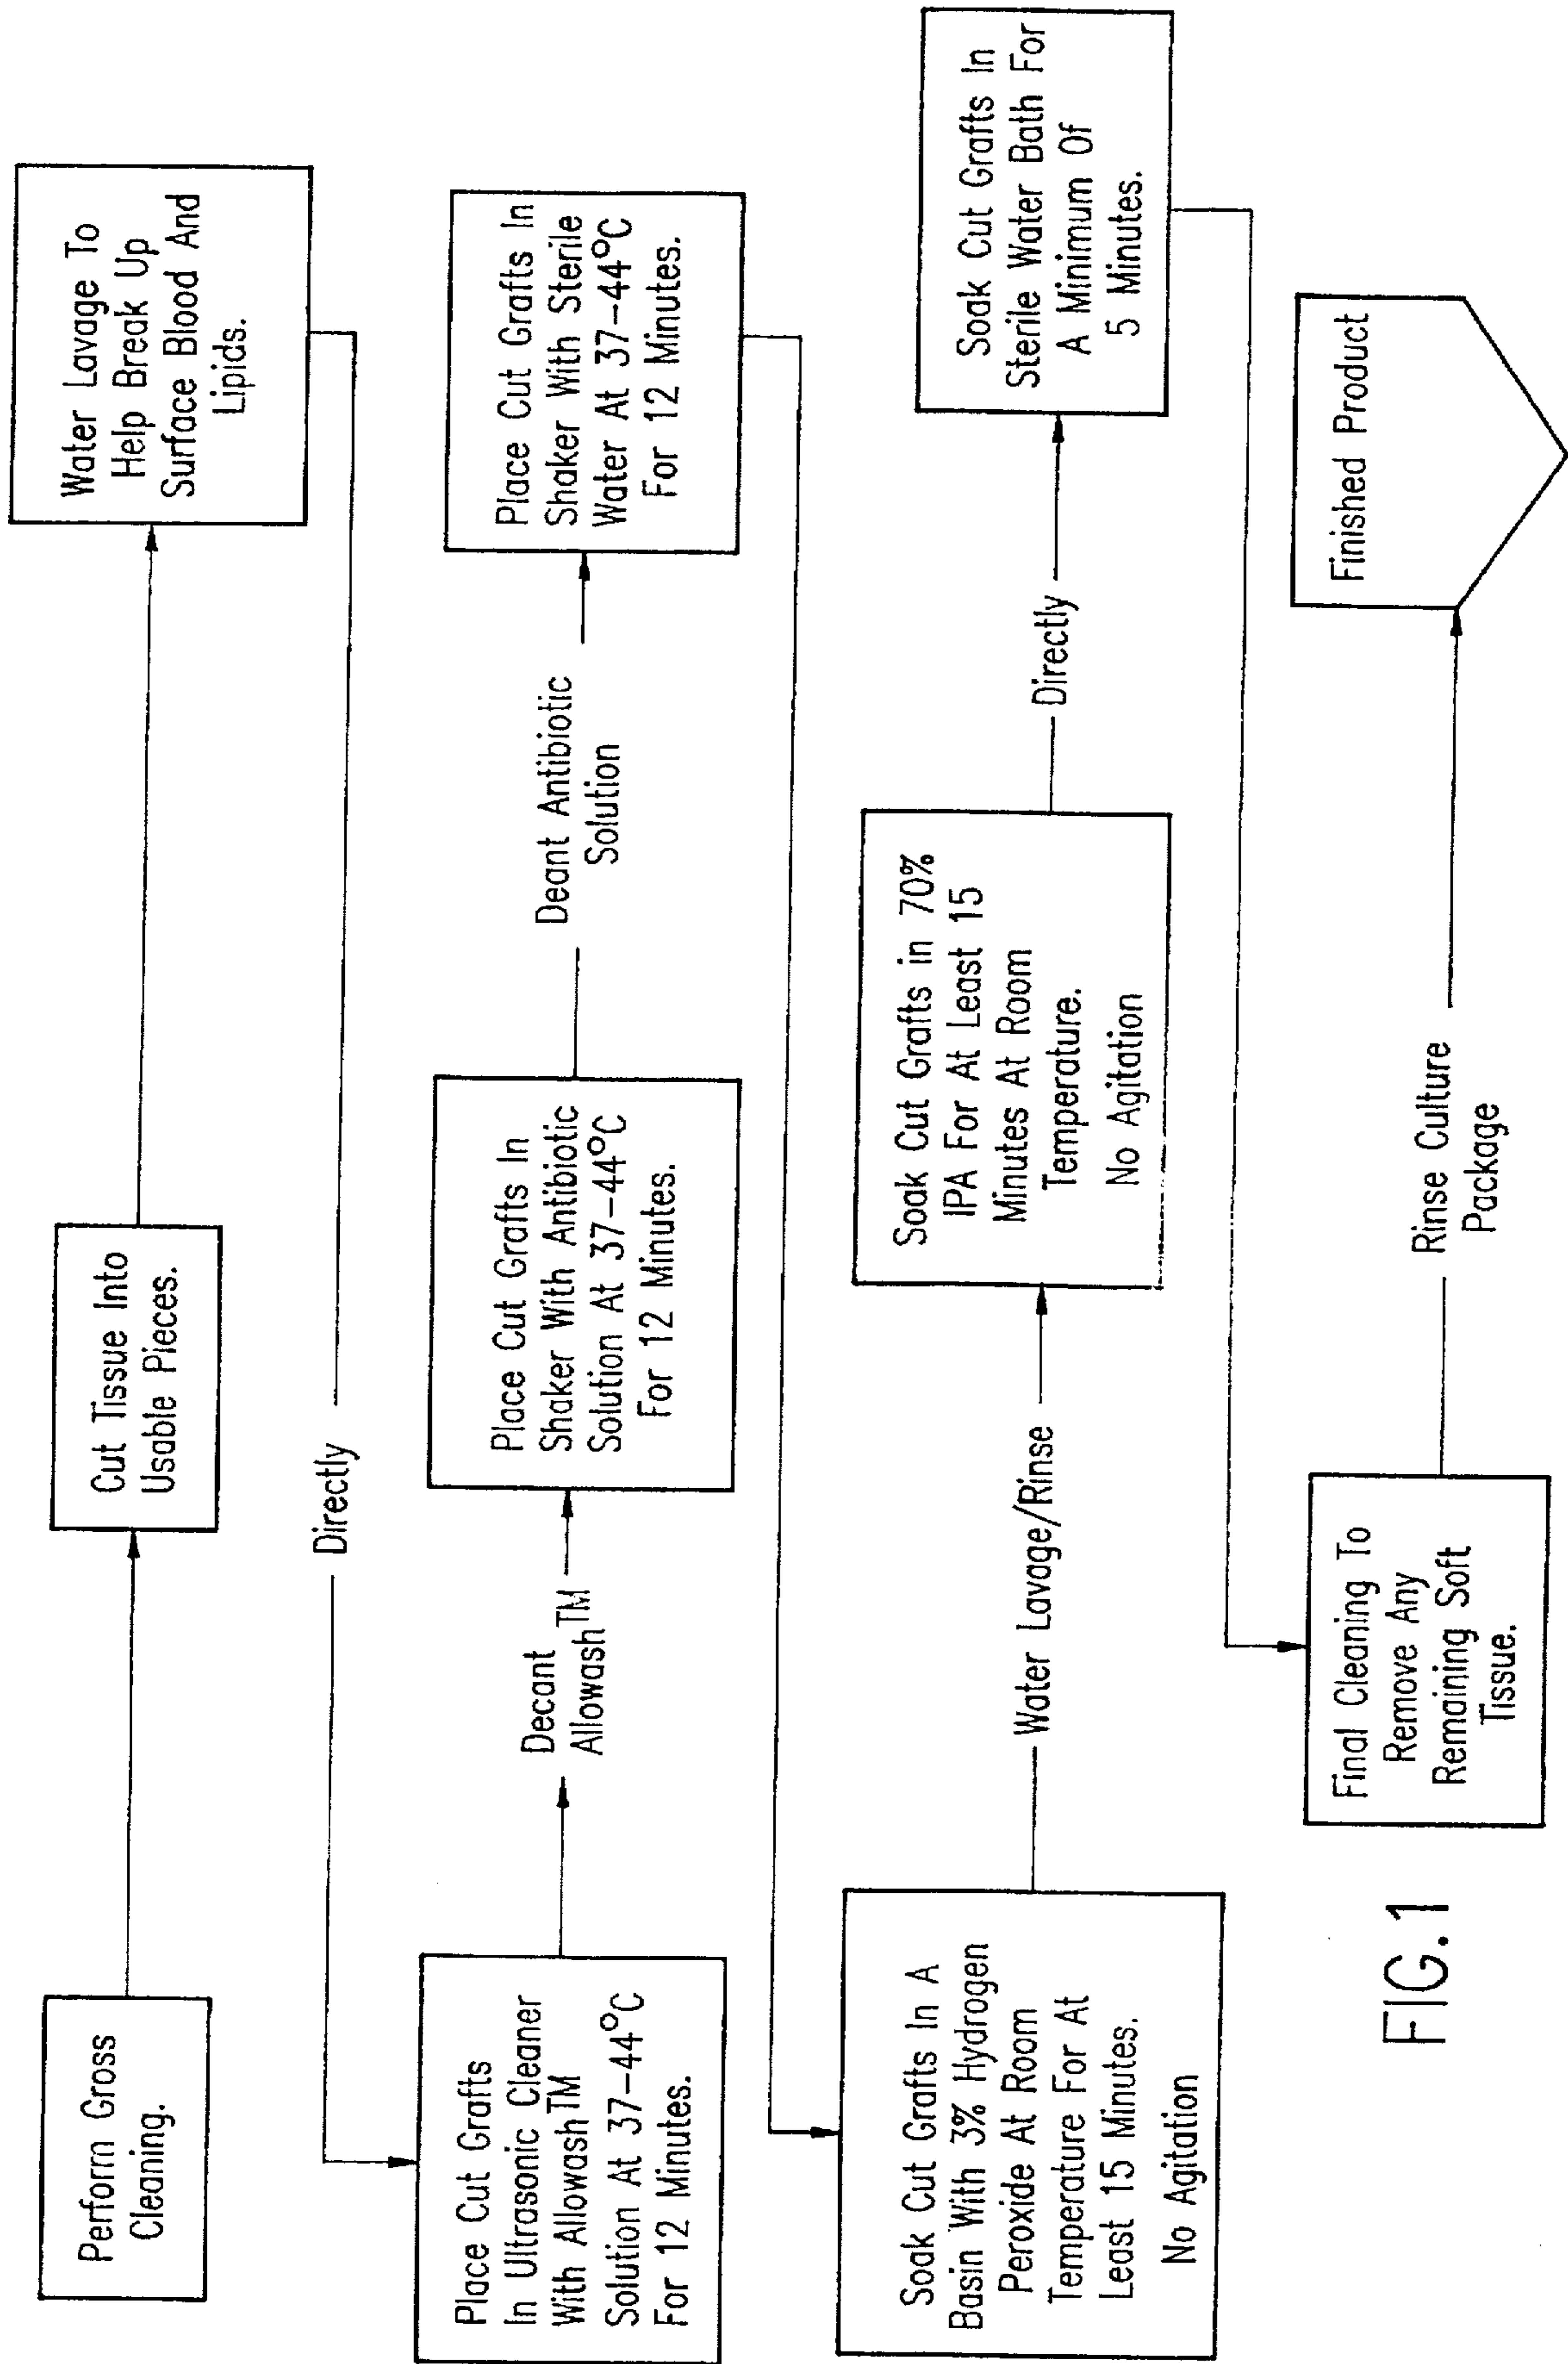 Perform Gross
Cleaning.
Cut Tissue Into
Usable Pieces.
Water Lavage To
Help Break Up
Surface Blood And
Lipids.
Directly
Place Cut Grafts
In Ultrasonic Cleaner
With Allowash™
Solution At 37–44°C
For 12 Minutes.
Decant
Allowash™
Place Cut Grafts In
Shaker With Antibiotic
Solution At 37–44°C
For 12 Minutes.
Deant Antibiotic
Solution
Place Cut Grafts In
Shaker With Sterile
Water At 37–44°C
For 12 Minutes.
Soak Cut Grafts In A
Basin With 3% Hydrogen
Peroxide At Room
Temperature For At
Least 15 Minutes.
No Agitation
Water Lavage/Rinse
Soak Cut Grafts in 70%
IPA For At Least 15
Minutes At Room
Temperature.
No Agitation
Directly
Soak Cut Grafts In
Sterile Water Bath For
A Minimum Of
5 Minutes.
Final Cleaning To
Remove Any
Remaining Soft
Tissue.
Rinse Culture
Package
Finished Product
FIG.1